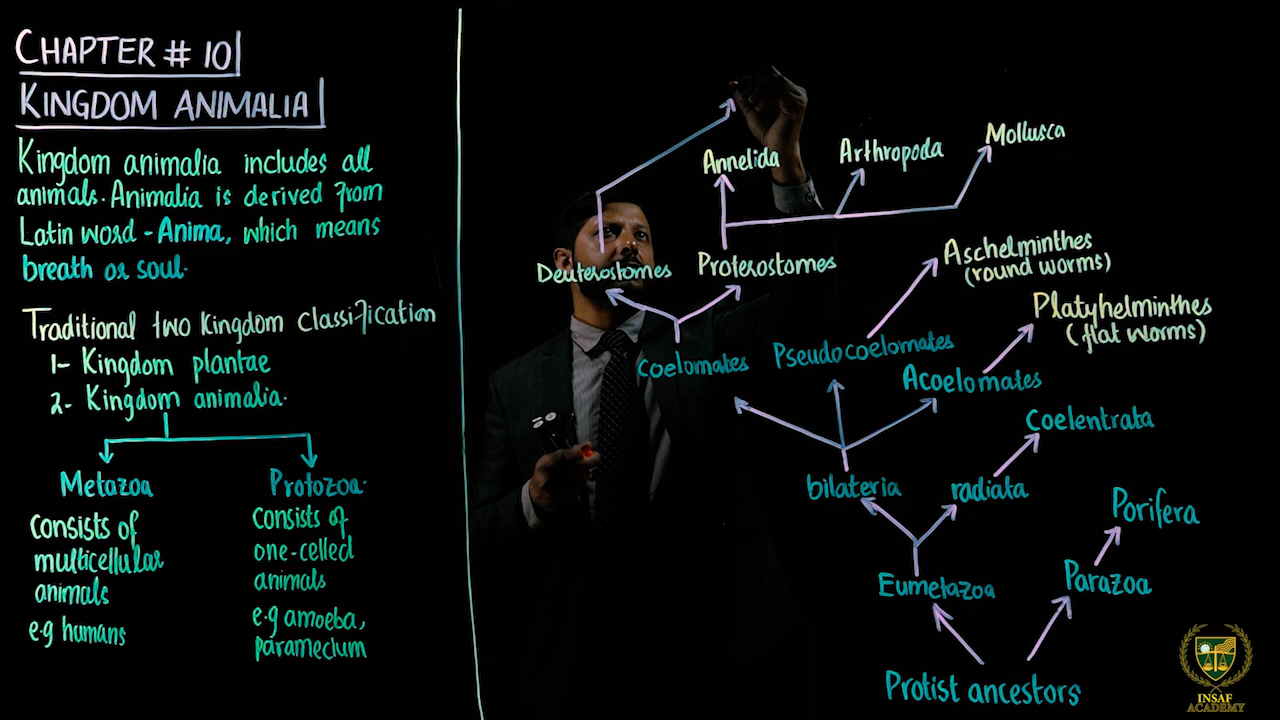 CHAPTER # 10
KINGDOM ANIMALIA
Kingdom animalia includes all
animals. Animalia is derived from
Latin word - Anima, which means
breath or soul.
Traditional two Kingdom Classification
1- Kingdom plantae
2- Kingdom animalia.
Metazoa
consists of
multicellular
animals
e.g humans
Protozoa.
consists of
one-celled
animals
e.g amoeba,
paramecium
Mollusca
Arthropoda
Annelida
Deuterostomes
Proterostomes
Aschelminthes
(round worms)
Platyhelminthes
(flat worms)
Coelomates
Pseudocoelomates
Acoelomates
Coelentrata
bilateria
radiata
Porifera
Eumetazoa
Parazoa
Protist ancestors
INSAF
ACADEMY